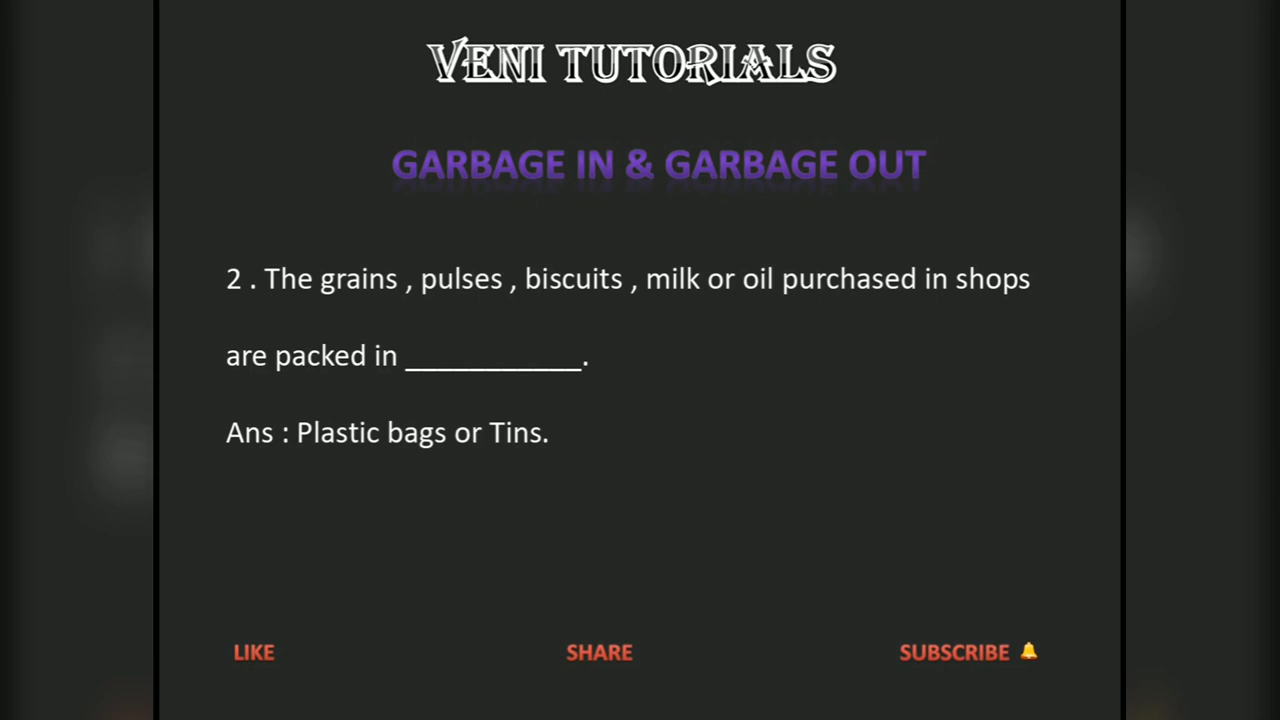 VENI TUTORIALS
GARBAGE IN & GARBAGE OUT
2 . The grains , pulses , biscuits , milk or oil purchased in shops
are packed in ___________.
Ans : Plastic bags or Tins.
LIKE SHARE SUBSCRIBE 🔔